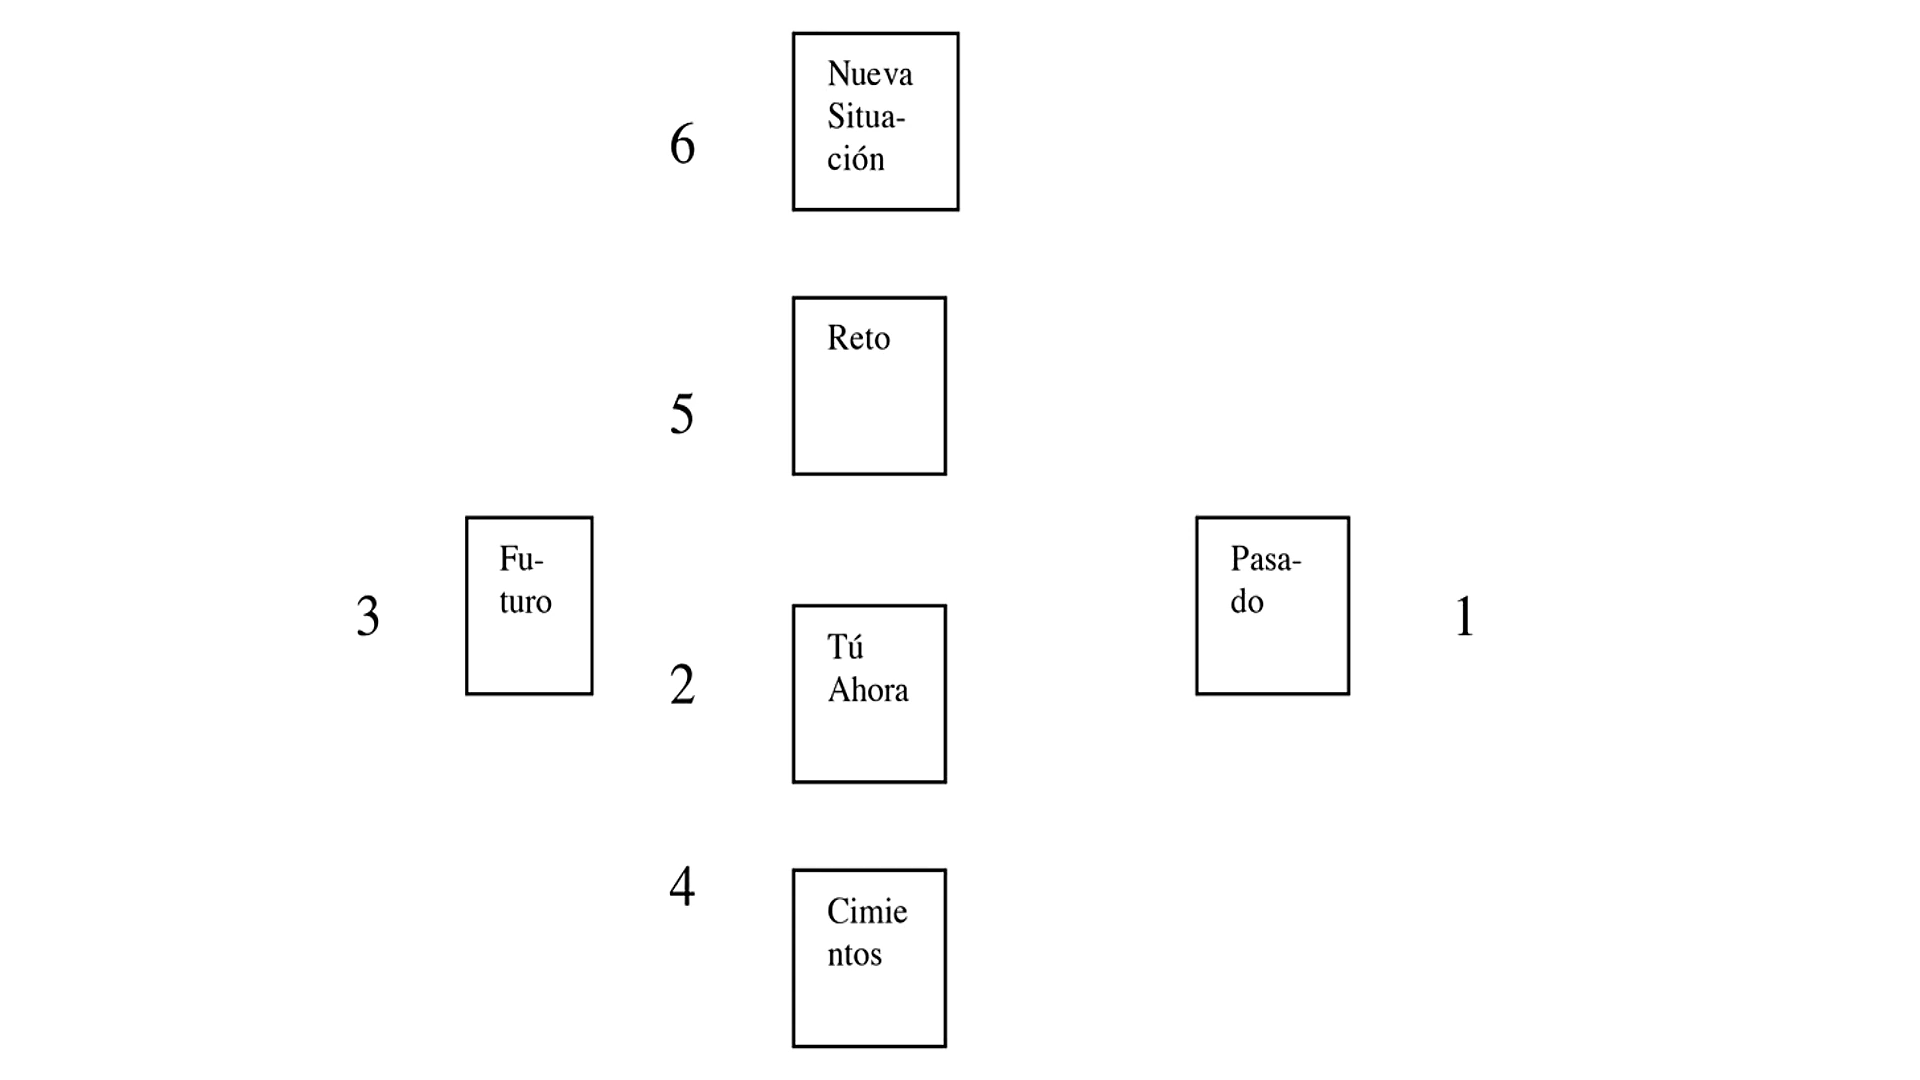 Nueva
Situa-
ción
6
Reto
5
Fu-
turo
3
Pasa-
do
1
Tú
Ahora
2
4
Cimie
ntos